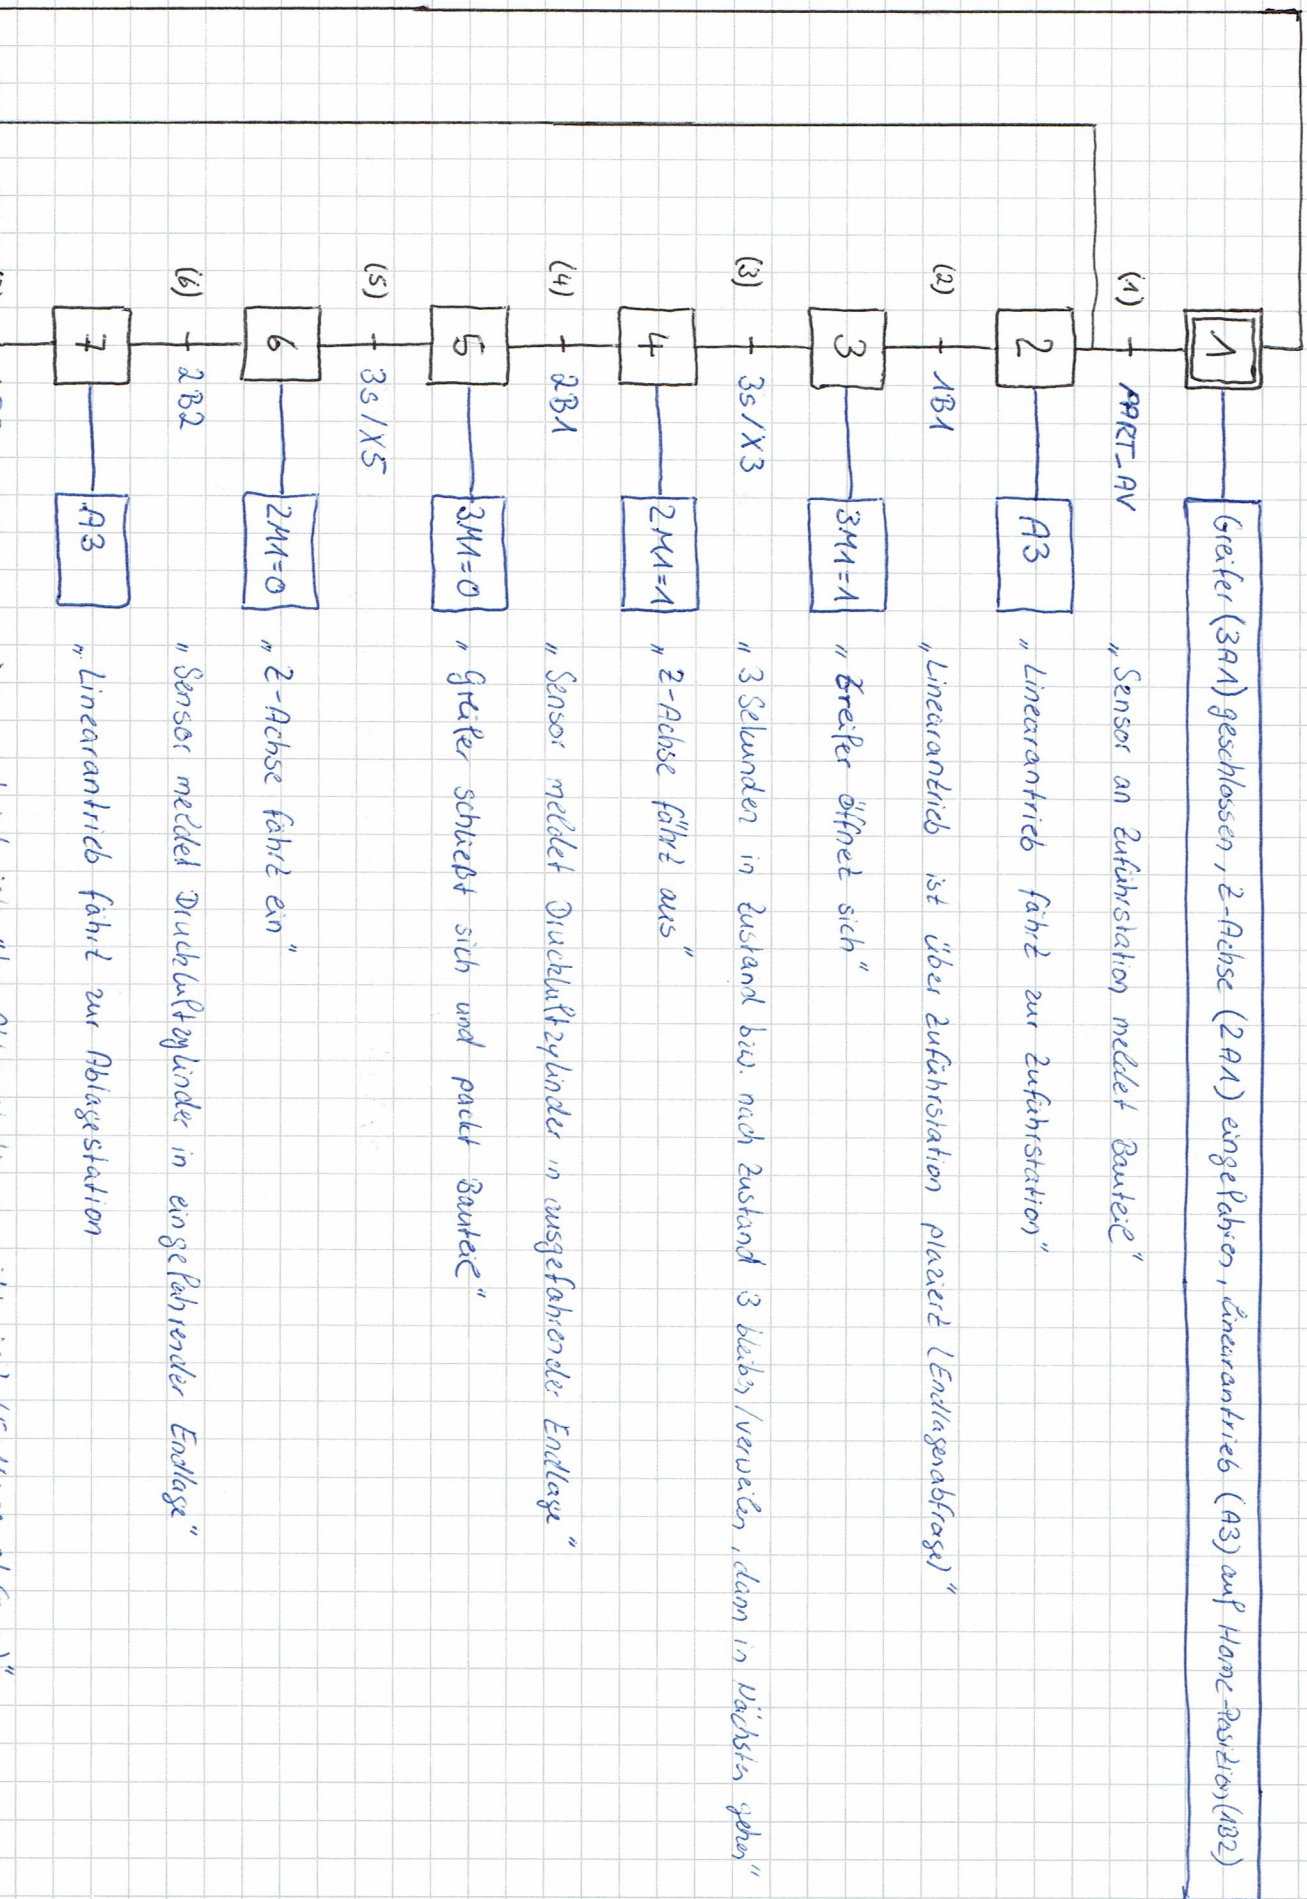 1 Greifer (3A1) geschlossen, Z-Achse (2A1) eingefahren, Linearantrieb (A3) auf Home-Position (1B2)
(1) PART_AV „Sensor an Zuführstation meldet Bauteil"
2 A3 „Linearantrieb fährt zur Zuführstation"
(2) 1B1 „Linearantrieb ist über Zuführstation plaziert (Endlagenabfrage)"
3 3M1=1 „Greifer öffnet sich"
(3) 3s/X3 „3 Sekunden in Zustand bzw. nach Zustand 3 bleiben/verweilen, dann in Nächsten gehen"
4 2M1=1 „Z-Achse fährt aus"
(4) 2B1 „Sensor meldet Druckluftzylinder in ausgefahrender Endlage"
5 3M1=0 „Greifer schließt sich und packt Bauteil"
(5) 3s/X5
6 2M1=0 „Z-Achse fährt ein"
(6) 2B2 „Sensor meldet Druckluftzylinder in eingefahrender Endlage"
7 A3 „Linearantrieb fährt zur Ablagestation